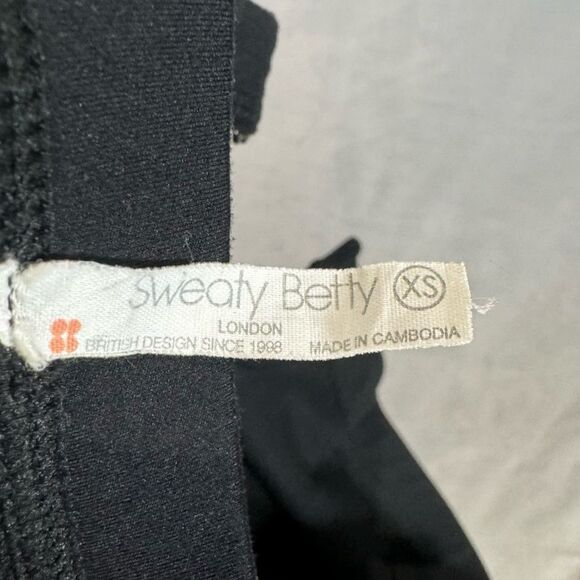 Sweaty Betty XS
LONDON
BRITISH DESIGN SINCE 1998 MADE IN CAMBODIA